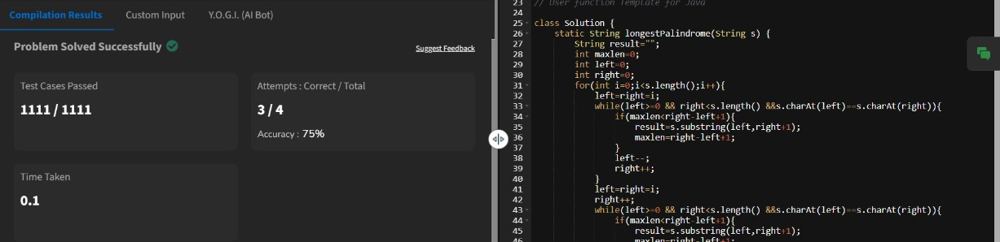 Compilation Results
Custom Input
Y.O.G.I. (AI Bot)
Problem Solved Successfully
Suggest Feedback
Test Cases Passed
1111 / 1111
Attempts : Correct / Total
3 / 4
Accuracy : 75%
Time Taken
0.1
23 // User function Template for Java
24
25 class Solution {
26 static String longestPalindrome(String s) {
27 String result="";
28 int maxlen=0;
29 int left=0;
30 int right=0;
31 for(int i=0;i<s.length();i++){
32 left=right=i;
33 while(left>=0 && right<s.length() &&s.charAt(left)==s.charAt(right)){
34 if(maxlen<right-left+1){
35 result=s.substring(left,right+1);
36 maxlen=right-left+1;
37 }
38 left--;
39 right++;
40 }
41 left=right=i;
42 right++;
43 while(left>=0 && right<s.length() &&s.charAt(left)==s.charAt(right)){
44 if(maxlen<right-left+1){
45 result=s.substring(left,right+1);
46 maxlen=right-left+1;